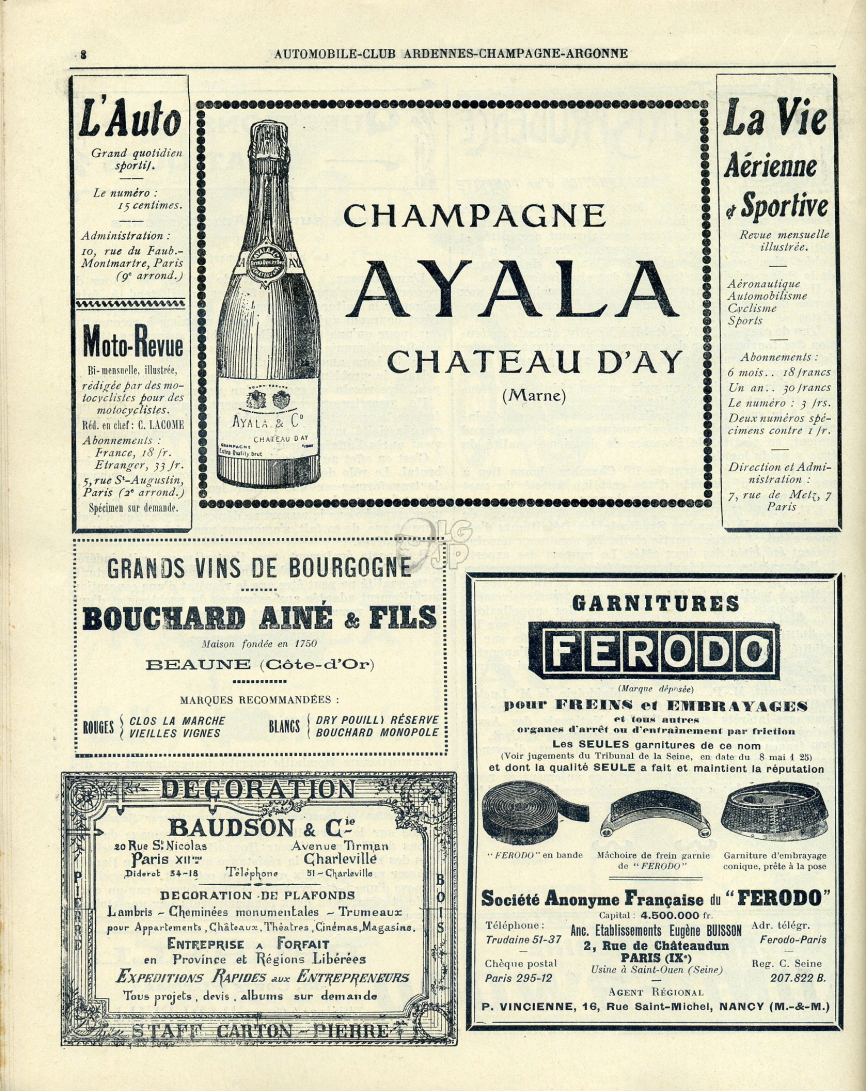 8
AUTOMOBILE-CLUB ARDENNES-CHAMPAGNE-ARGONNE
L'Auto
Grand quotidien
sportif.
Le numéro :
15 centimes.
Administration :
10, rue du Faub.-
Montmartre, Paris
(9e arrond.)
Moto-Revue
Bi-mensuelle, illustrée,
rédigée par des mo-
tocyclistes pour des
motocyclistes.
Réd. en chef : C. LACOME
Abonnements :
France, 18 fr.
Etranger, 33 fr.
5, rue St-Augustin,
Paris (2e arrond.)
Spécimen sur demande.
CHAMPAGNE
AYALA
CHATEAU D'AY
(Marne)
A AY
AYALA & Co
CHATEAU D'AY
CHAMPAGNE
Extra Quality Brut
La Vie
Aérienne
& Sportive
Revue mensuelle
illustrée.
Aéronautique
Automobilisme
Cyclisme
Sports
Abonnements :
6 mois.. 18 francs
Un an.. 30 francs
Le numéro : 3 frs.
Deux numéros spé-
cimens contre 1 fr.
Direction et Admi-
nistration :
7, rue de Metz, 7
Paris
LG
JP
GRANDS VINS DE BOURGOGNE
BOUCHARD AINÉ & FILS
Maison fondée en 1750
BEAUNE (Côte-d'Or)
MARQUES RECOMMANDÉES :
ROUGES { CLOS LA MARCHE
VIEILLES VIGNES
BLANCS { DRY POUILLY RÉSERVE
BOUCHARD MONOPOLE
DECORATION
BAUDSON & Cie
20 Rue St Nicolas
Paris XIIme
Diderot 34-18
Téléphone
Avenue Tirman
Charleville
51-Charleville
DECORATION DE PLAFONDS
Lambris - Cheminées monumentales - Trumeaux
pour Appartements, Châteaux, Théatres, Cinémas, Magasins.
ENTREPRISE A FORFAIT
en Province et Régions Libérées
EXPEDITIONS RAPIDES aux ENTREPRENEURS
Tous projets, devis, albums sur demande
PIERRE
BOIS
STAFF CARTON-PIERRE
GARNITURES
FERODO
(Marque déposée)
pour FREINS et EMBRAYAGES
et tous autres
organes d'arrêt ou d'entraînement par friction
Les SEULES garnitures de ce nom
(Voir jugements du Tribunal de la Seine, en date du 8 mai 1 25)
et dont la qualité SEULE a fait et maintient la réputation
"FERODO" en bande
Mâchoire de frein garnie
de "FERODO"
Garniture d'embrayage
conique, prête à la pose
Société Anonyme Française du "FERODO"
Capital : 4.500.000 fr.
Téléphone :
Trudaine 51-37
Chèque postal
Paris 295-12
Anc. Etablissements Eugène BUISSON
2, Rue de Châteaudun
PARIS (IXe)
Usine à Saint-Ouen (Seine)
Adr. télégr.
Ferodo-Paris
Reg. C. Seine
207.822 B.
AGENT RÉGIONAL
P. VINCIENNE, 16, Rue Saint-Michel, NANCY (M.-&-M.)